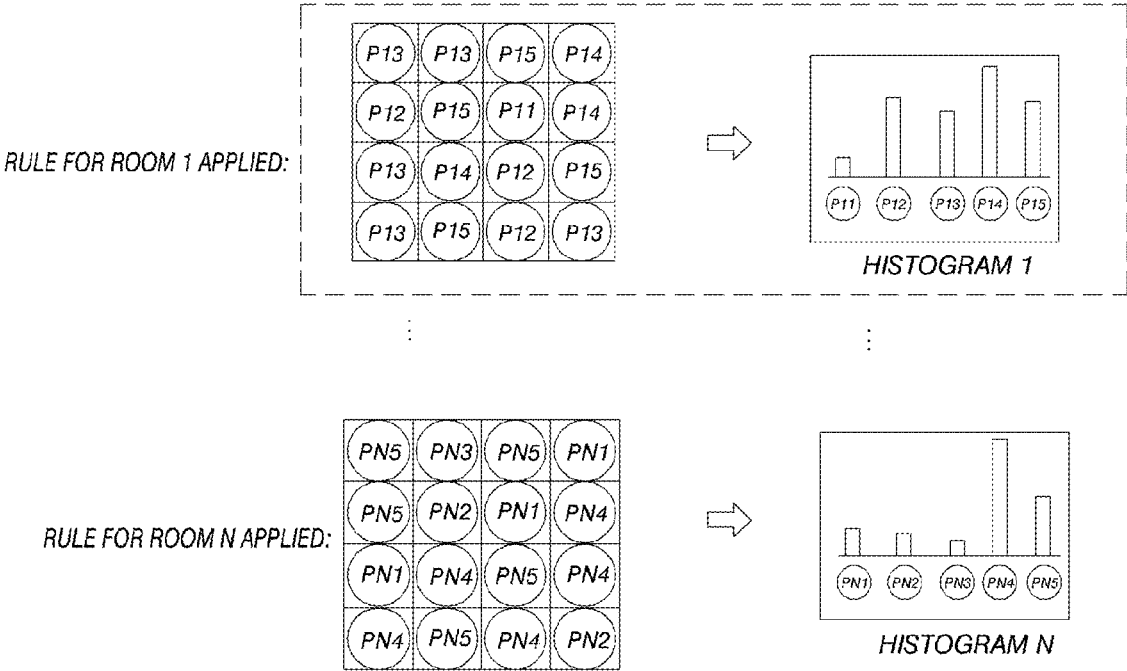 P13 P13 P15 P14
P12 P15 P11 P14
RULE FOR ROOM 1 APPLIED:
P13 P14 P12 P15
P13 P15 P12 P13
P11 P12 P13 P14 P15
HISTOGRAM 1
PN5 PN3 PN5 PN1
PN5 PN2 PN1 PN4
RULE FOR ROOM N APPLIED:
PN1 PN4 PN5 PN4
PN4 PN5 PN4 PN2
PN1 PN2 PN3 PN4 PN5
HISTOGRAM N